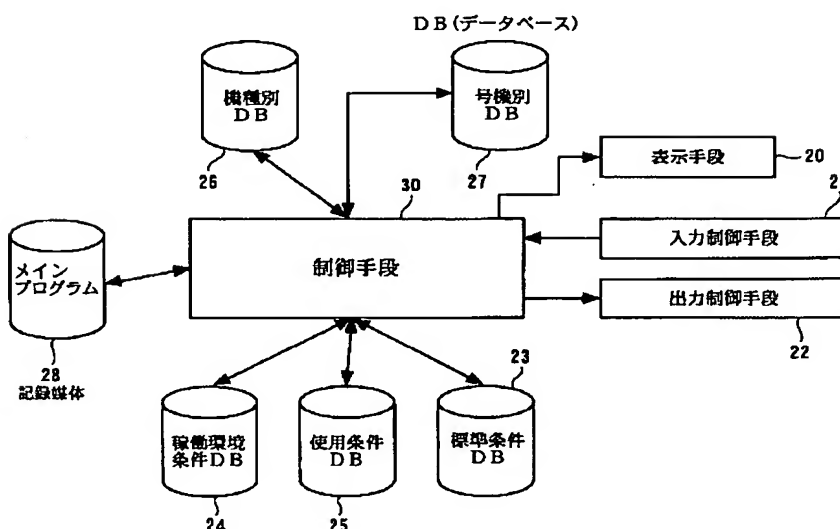 DB(データベース)
機種別
DB
号機別
DB
26
27
表示手段
20
30
入力制御手段
制御手段
メイン
プログラム
出力制御手段
22
28
記録媒体
23
稼働環境
条件DB
使用条件
DB
標準条件
DB
24
25